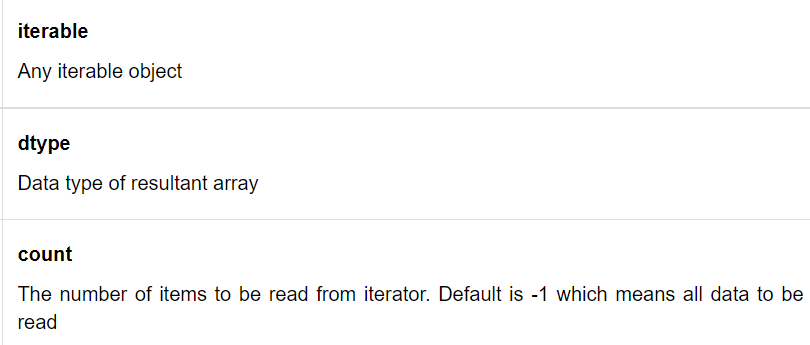 iterable
Any iterable object
dtype
Data type of resultant array
count
The number of items to be read from iterator. Default is -1 which means all data to be
read